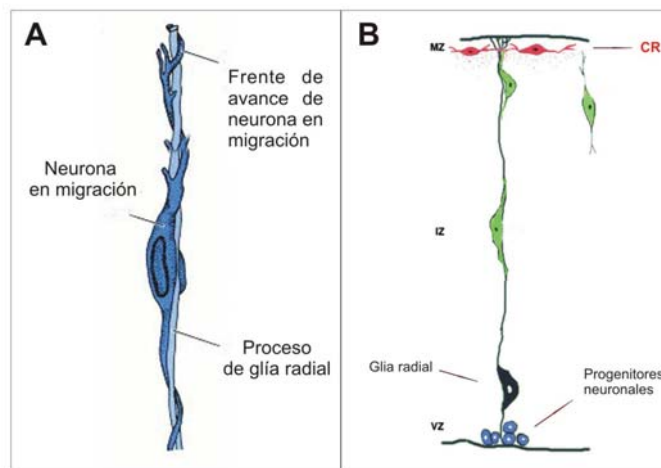 A
Frente de
avance de
neurona en
migración
Neurona
en migración
Proceso
de glía radial
B
MZ
CR
IZ
Glia radial
Progenitores
neuronales
VZ